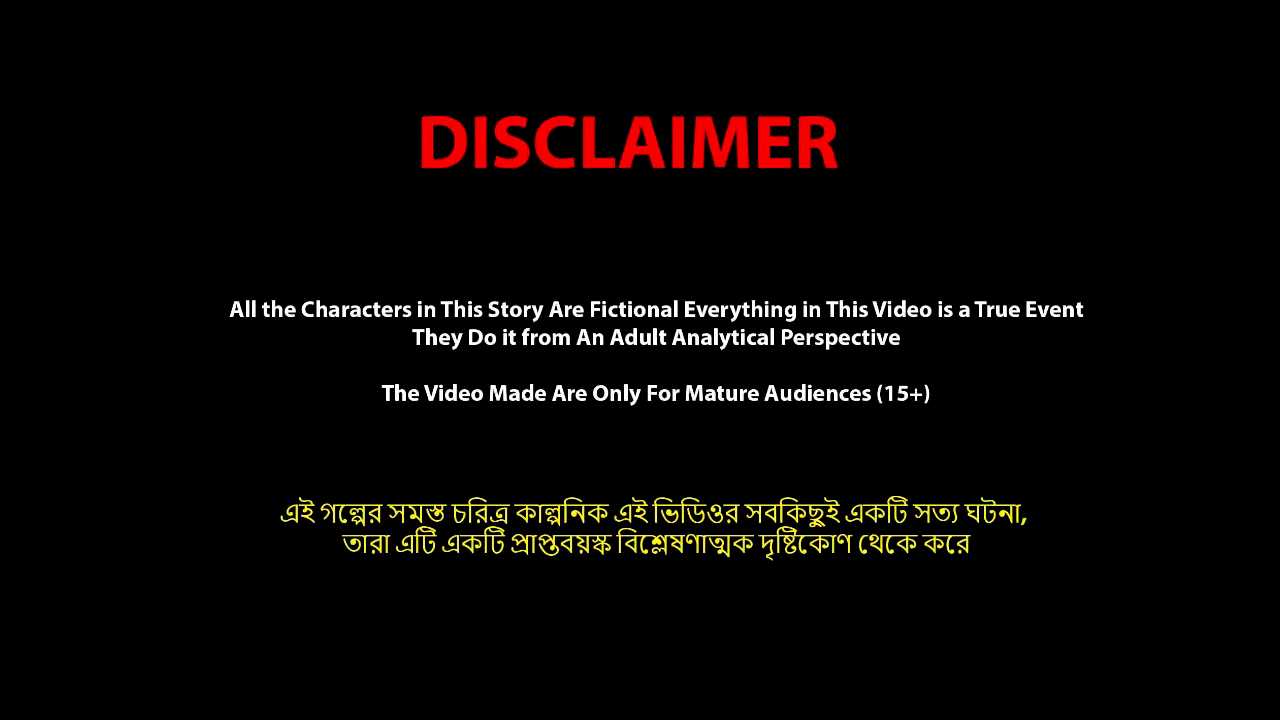 DISCLAIMER
All the Characters in This Story Are Fictional Everything in This Video is a True Event
They Do it from An Adult Analytical Perspective
The Video Made Are Only For Mature Audiences (15+)
এই গল্পের সমস্ত চরিত্র কাল্পনিক এই ভিডিওর সবকিছুই একটি সত্য ঘটনা,
তারা এটি একটি প্রাপ্তবয়স্ক বিশ্লেষণাত্মক দৃষ্টিকোণ থেকে করে